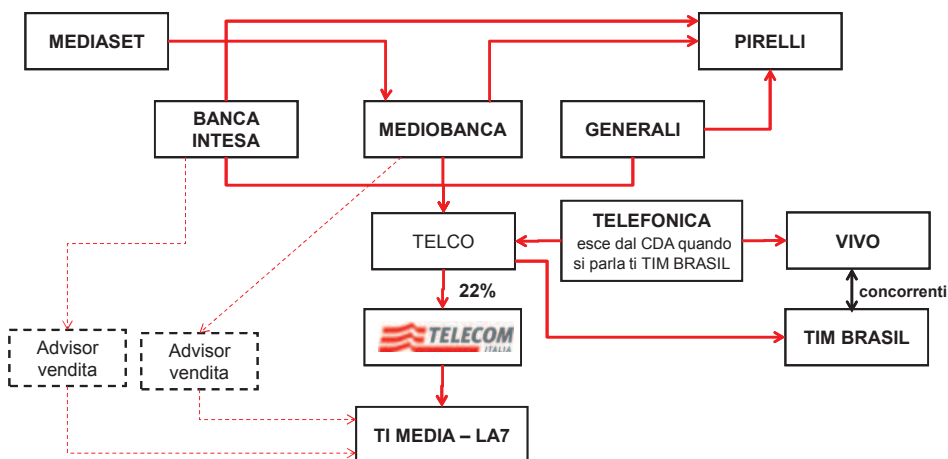 MEDIASET
PIRELLI
BANCA
INTESA
MEDIOBANCA
GENERALI
TELCO
TELEFONICA
esce dal CDA quando
si parla ti TIM BRASIL
VIVO
22%
concorrenti
TELECOM
ITALIA
TIM BRASIL
Advisor
vendita
Advisor
vendita
TI MEDIA – LA7